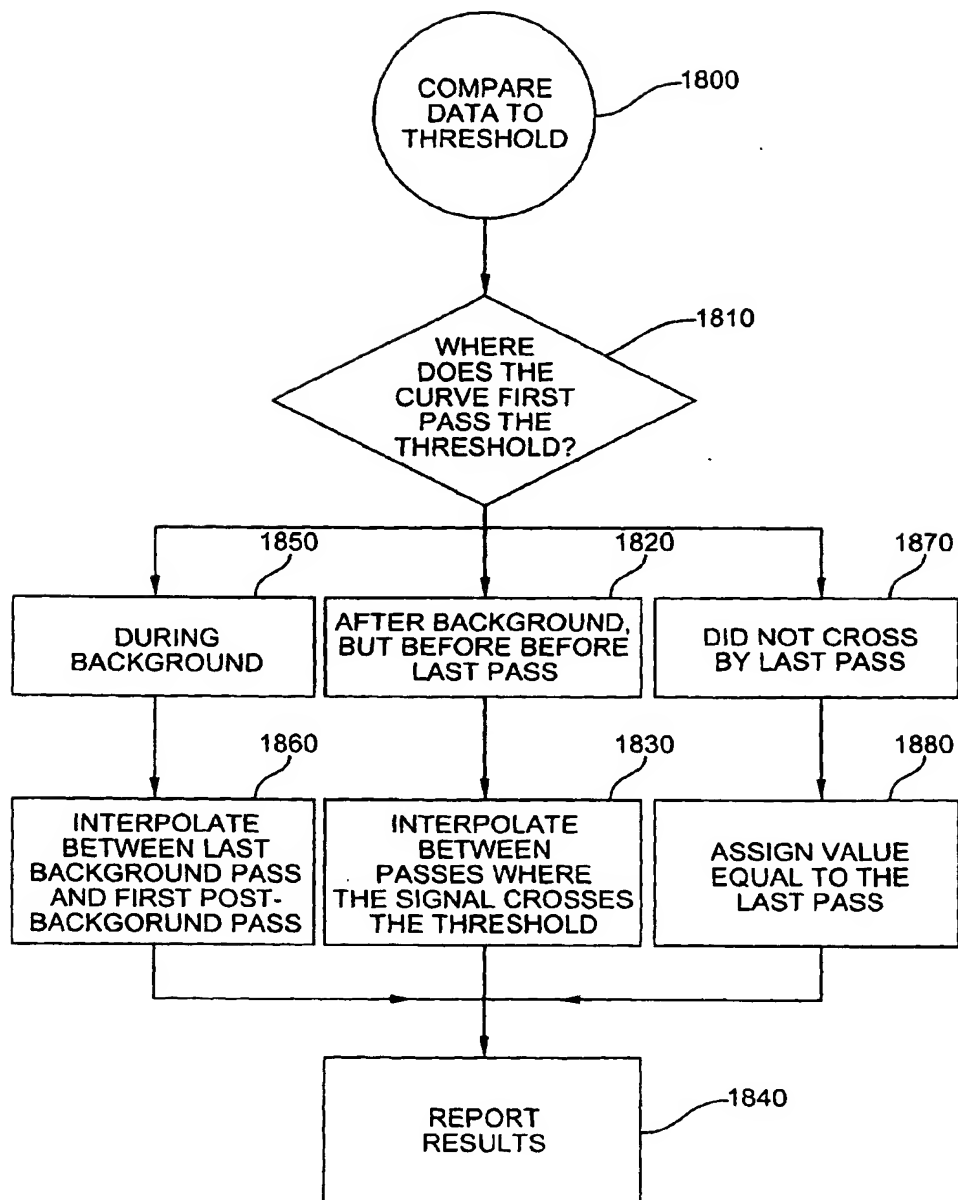 COMPARE
DATA TO
THRESHOLD
1800
1810
WHERE
DOES THE
CURVE FIRST
PASS THE
THRESHOLD?
1850
1820
1870
DURING
BACKGROUND
AFTER BACKGROUND,
BUT BEFORE BEFORE
LAST PASS
DID NOT CROSS
BY LAST PASS
1860
1830
1880
INTERPOLATE
BETWEEN LAST
BACKGROUND PASS
AND FIRST POST-
BACKGORUND PASS
INTERPOLATE
BETWEEN
PASSES WHERE
THE SIGNAL CROSSES
THE THRESHOLD
ASSIGN VALUE
EQUAL TO THE
LAST PASS
1840
REPORT
RESULTS